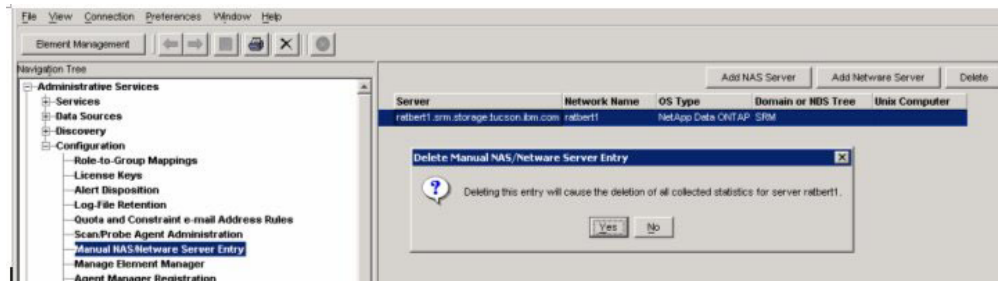 File View Connection Preferences Window Help
Element Management
Navigation Tree
Administrative Services
Services
Data Sources
Discovery
Configuration
Role-to-Group Mappings
License Keys
Alert Disposition
Log-File Retention
Quota and Constraint e-mail Address Rules
Scan/Probe Agent Administration
Manual NAS/Netware Server Entry
Manage Element Manager
Agent Manager Registration
Add NAS Server Add Netware Server Delete
Server Network Name OS Type Domain or NDS Tree Unix Computer
ratbert1.srm.storage.tucson.ibm.com ratbert1 NetApp Data ONTAP SRM
Delete Manual NAS/Netware Server Entry
Deleting this entry will cause the deletion of all collected statistics for server ratbert1.
Yes No